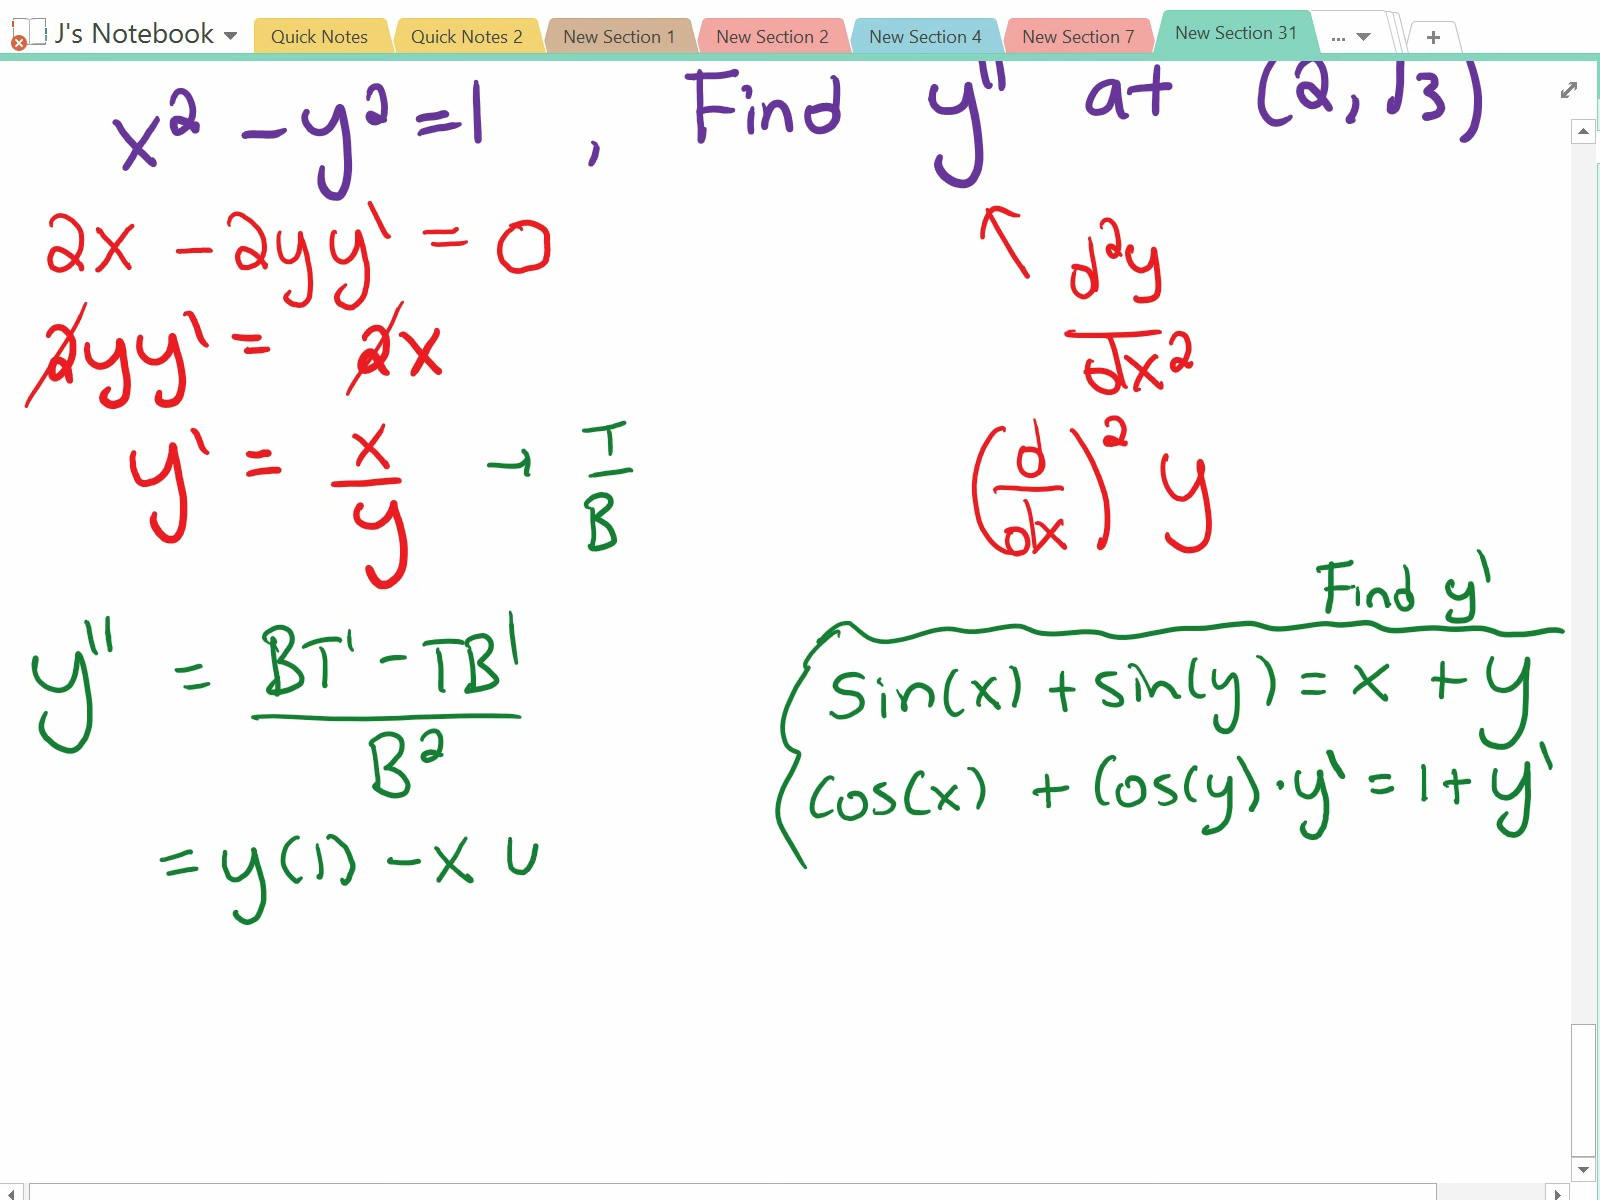 J's Notebook
Quick Notes
Quick Notes 2
New Section 1
New Section 2
New Section 4
New Section 7
New Section 31
...
+
x² - y² = 1 , Find y'' at (2, √3)
2x - 2yy' = 0
2yy' = 2x
y' = x/y → T/B
d²y/dx²
(d/dx)² y
y'' = (BT' - TB')/B²
= y(1) - x
Find y'
sin(x) + sin(y) = x + y
cos(x) + cos(y) · y' = 1 + y'